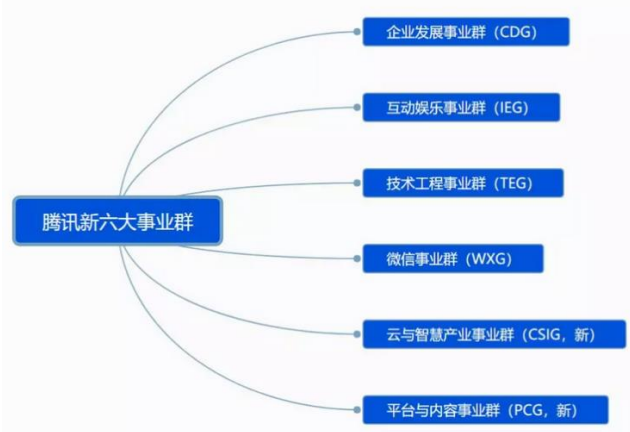 企业发展事业群（CDG）
互动娱乐事业群（IEG）
技术工程事业群（TEG）
腾讯新六大事业群
微信事业群（WXG）
云与智慧产业事业群（CSIG，新）
平台与内容事业群（PCG，新）